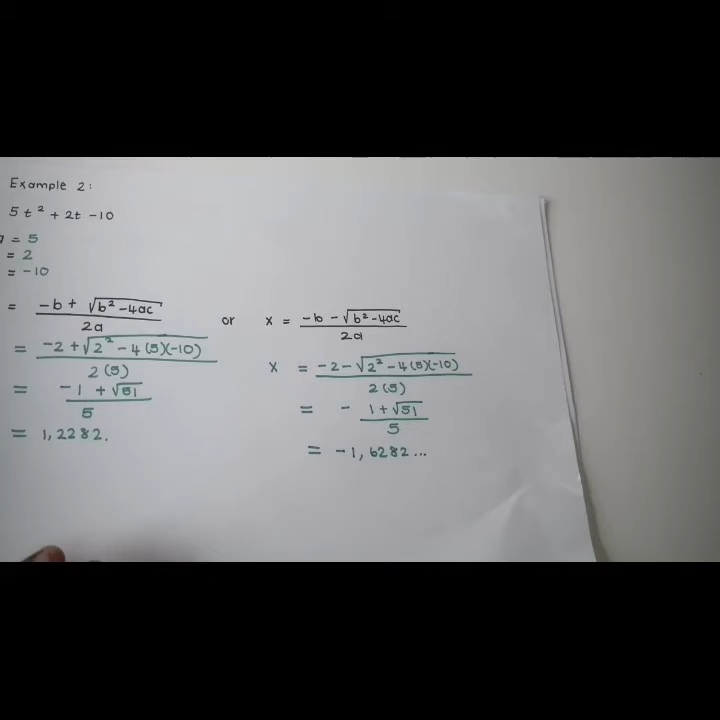 Example 2:
5t² + 2t - 10
= 5
= 2
= -10
= -b + √b² - 4ac / 2a or x = -b - √b² - 4ac / 2a
= -2 + √2² - 4(5)(-10) / 2(5)
x = -2 - √2² - 4(5)(-10) / 2(5)
= -1 + √51 / 5
= - 1 + √51 / 5
= 1,2282.
= -1,6282...